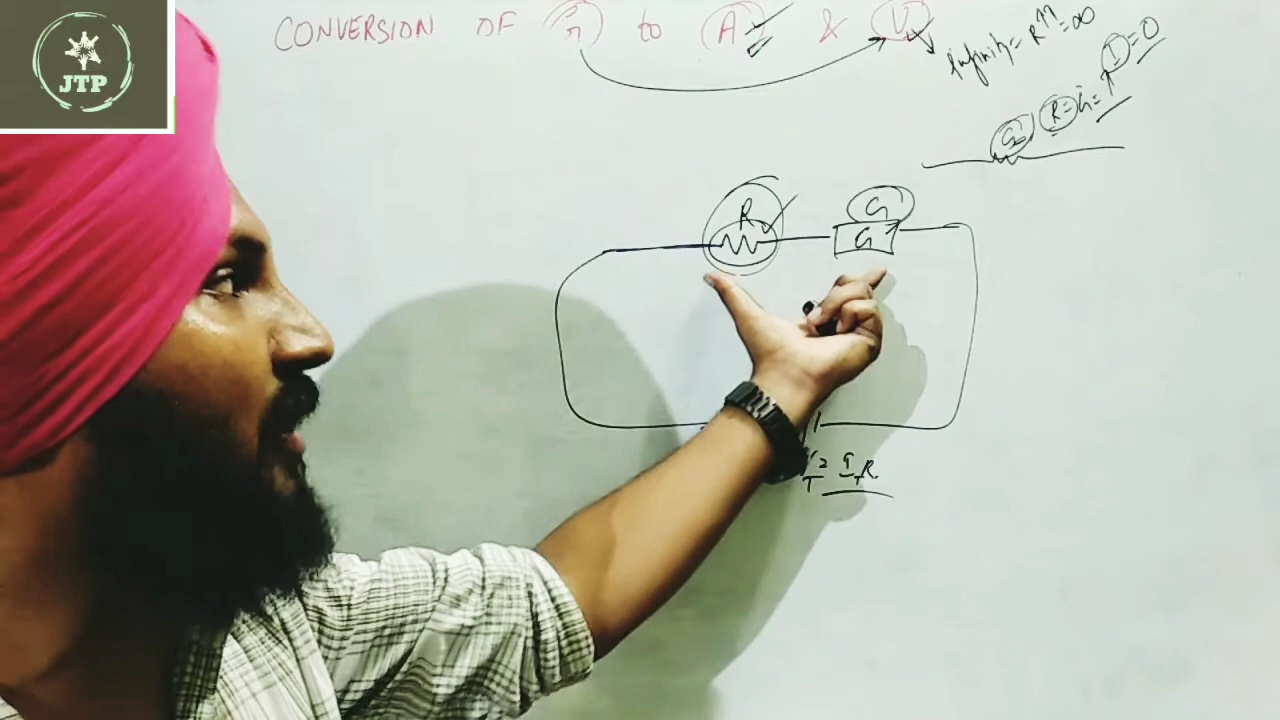 JTP
CONVERSION OF G to A & V
infinity = R = ∞
I = 0
G R =
R G
G
R